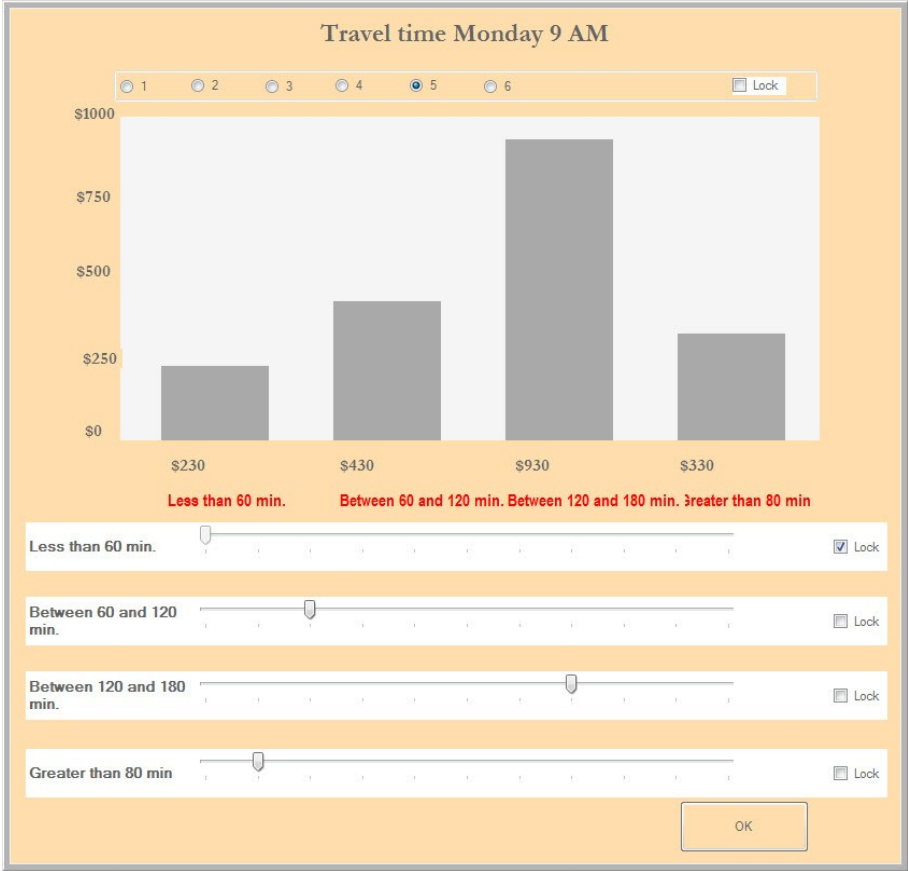 Travel time Monday 9 AM
1 2 3 4 5 6 Lock
$1000
$750
$500
$250
$0
$230 $430 $930 $330
Less than 60 min. Between 60 and 120 min. Between 120 and 180 min. Greater than 80 min
Less than 60 min. Lock
Between 60 and 120
min. Lock
Between 120 and 180
min. Lock
Greater than 80 min Lock
OK